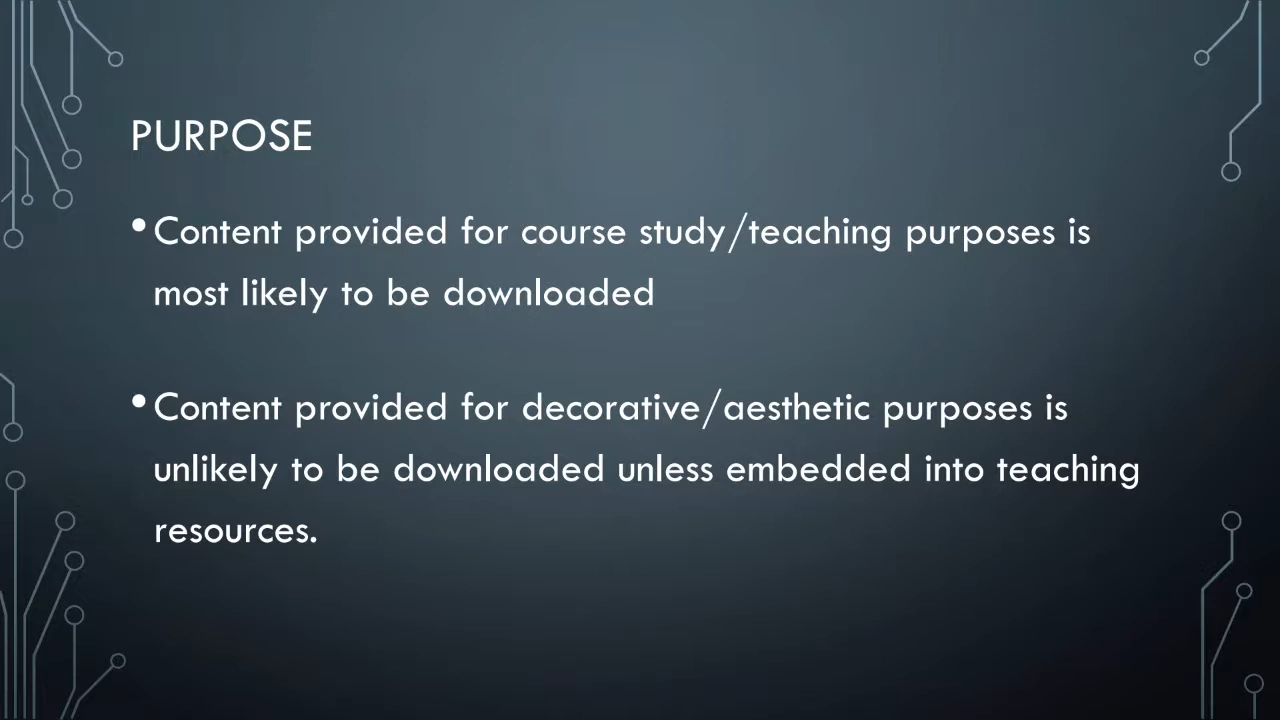 PURPOSE
•Content provided for course study/teaching purposes is
most likely to be downloaded
•Content provided for decorative/aesthetic purposes is
unlikely to be downloaded unless embedded into teaching
resources.